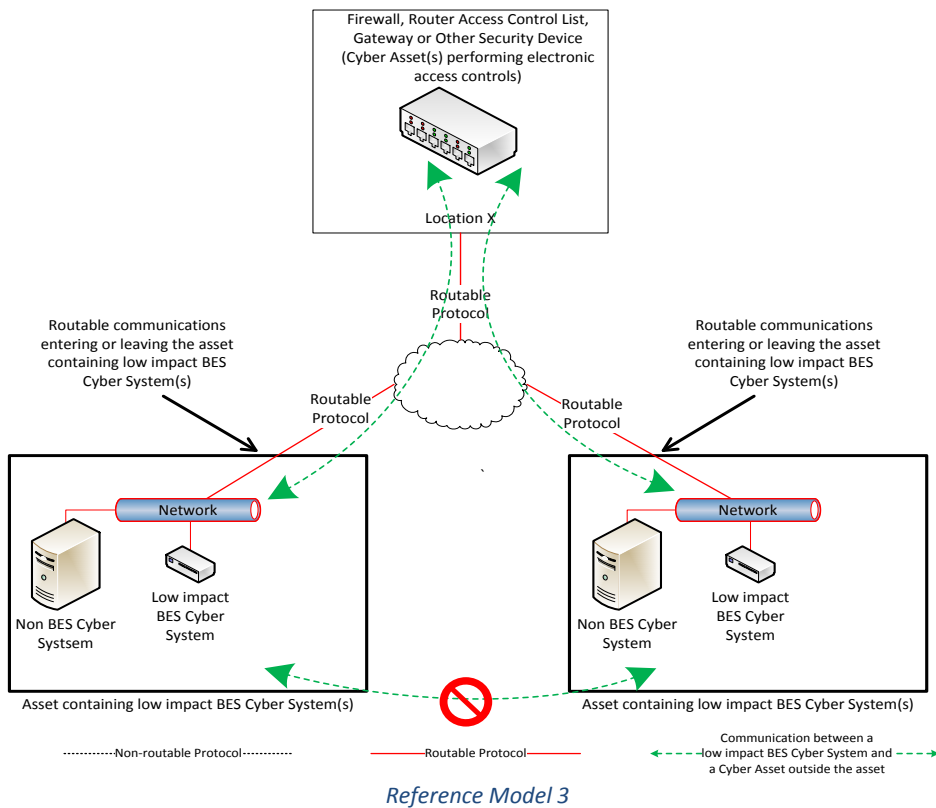 Firewall, Router Access Control List,
Gateway or Other Security Device
(Cyber Asset(s) performing electronic
access controls)
Location X
Routable
Protocol
Routable communications
entering or leaving the asset
containing low impact BES
Cyber System(s)
Routable communications
entering or leaving the asset
containing low impact BES
Cyber System(s)
Routable
Protocol
Routable
Protocol
Network
Non BES Cyber
Systsem
Low impact
BES Cyber
System
Asset containing low impact BES Cyber System(s)
Network
Non BES Cyber
System
Low impact
BES Cyber
System
Asset containing low impact BES Cyber System(s)
Non-routable Protocol
Routable Protocol
Communication between a
low impact BES Cyber System and
a Cyber Asset outside the asset
Reference Model 3